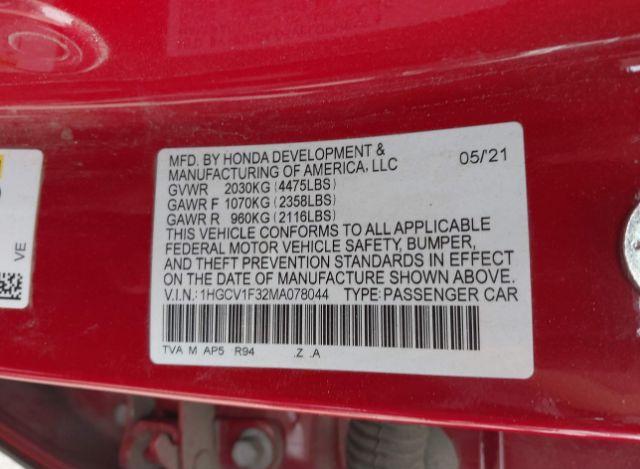 MFD. BY HONDA DEVELOPMENT & 05/'21
MANUFACTURING OF AMERICA, LLC
GVWR 2030KG (4475LBS)
GAWR F 1070KG (2358LBS)
GAWR R 960KG (2116LBS)
THIS VEHICLE CONFORMS TO ALL APPLICABLE
FEDERAL MOTOR VEHICLE SAFETY, BUMPER,
AND THEFT PREVENTION STANDARDS IN EFFECT
ON THE DATE OF MANUFACTURE SHOWN ABOVE.
V.I.N.: 1HGCV1F32MA078044 TYPE: PASSENGER CAR
TVA M AP5 R94 .Z .A
VE